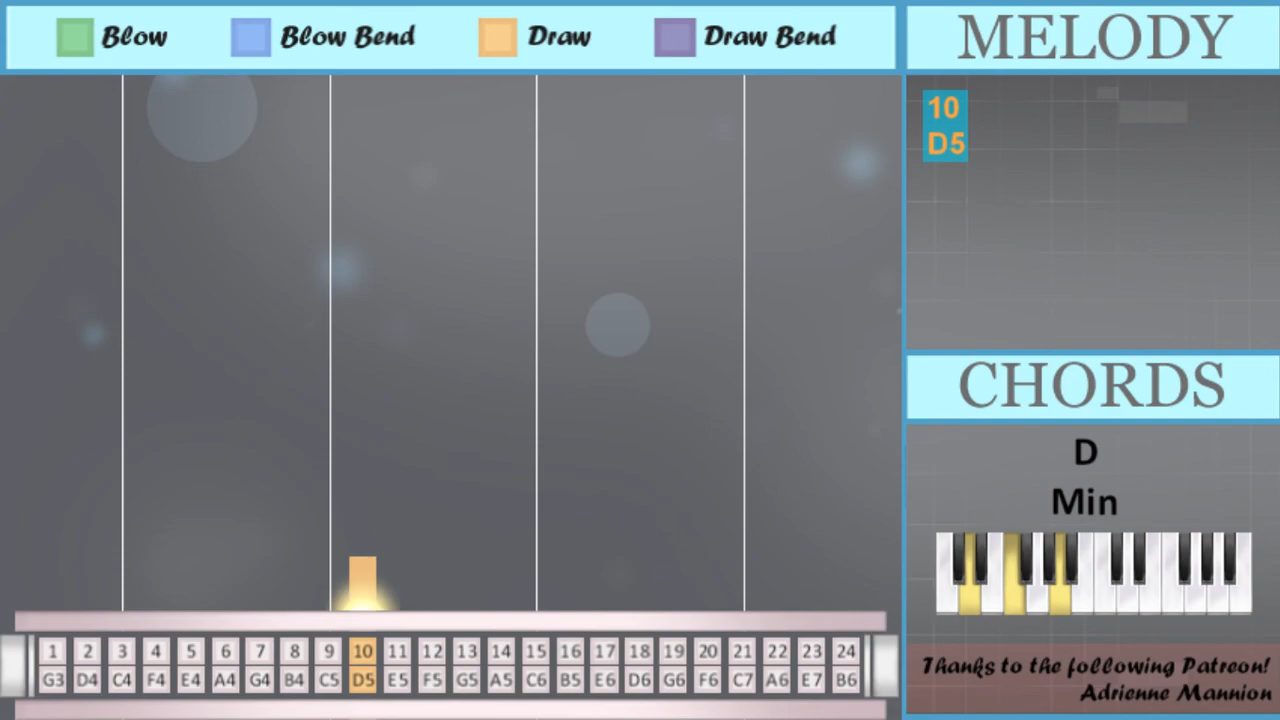 Blow Blow Bend Draw Draw Bend
MELODY
10
D5
CHORDS
D
Min
1 2 3 4 5 6 7 8 9 10 11 12 13 14 15 16 17 18 19 20 21 22 23 24
G3 D4 C4 F4 E4 A4 G4 B4 C5 D5 E5 F5 G5 A5 C6 B5 E6 D6 G6 F6 C7 A6 E7 B6
Thanks to the following Patreon!
Adrienne Mannion